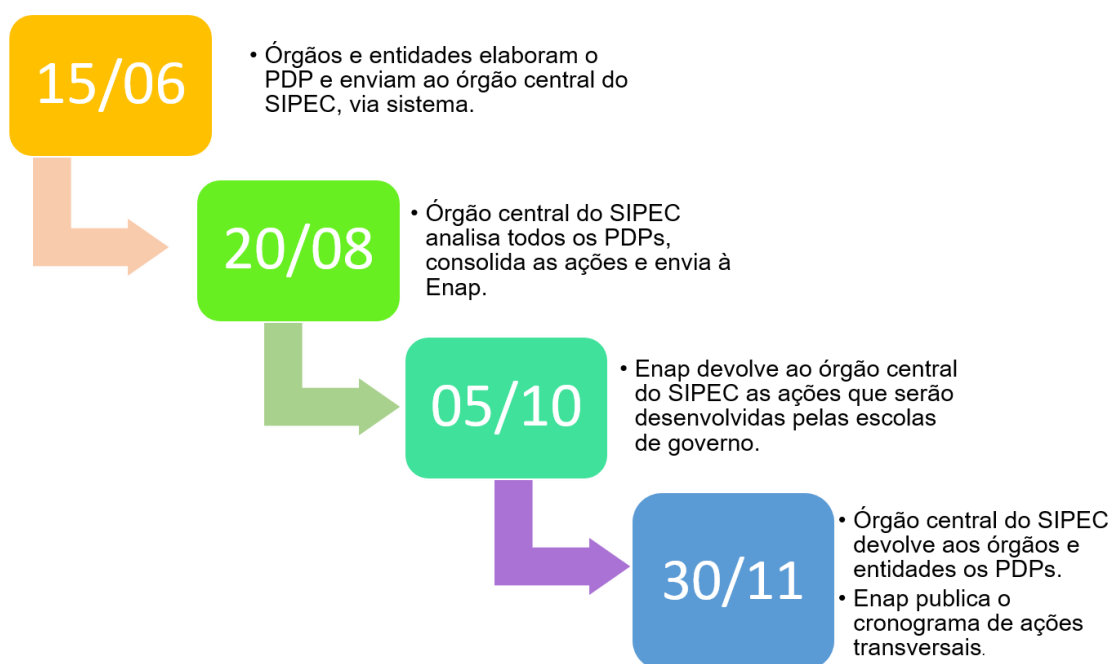 15/06
• Órgãos e entidades elaboram o
PDP e enviam ao órgão central do
SIPEC, via sistema.
20/08
• Órgão central do SIPEC
analisa todos os PDPs,
consolida as ações e envia à
Enap.
05/10
• Enap devolve ao órgão central
do SIPEC as ações que serão
desenvolvidas pelas escolas
de governo.
30/11
• Órgão central do SIPEC
devolve aos órgãos e
entidades os PDPs.
• Enap publica o
cronograma de ações
transversais.